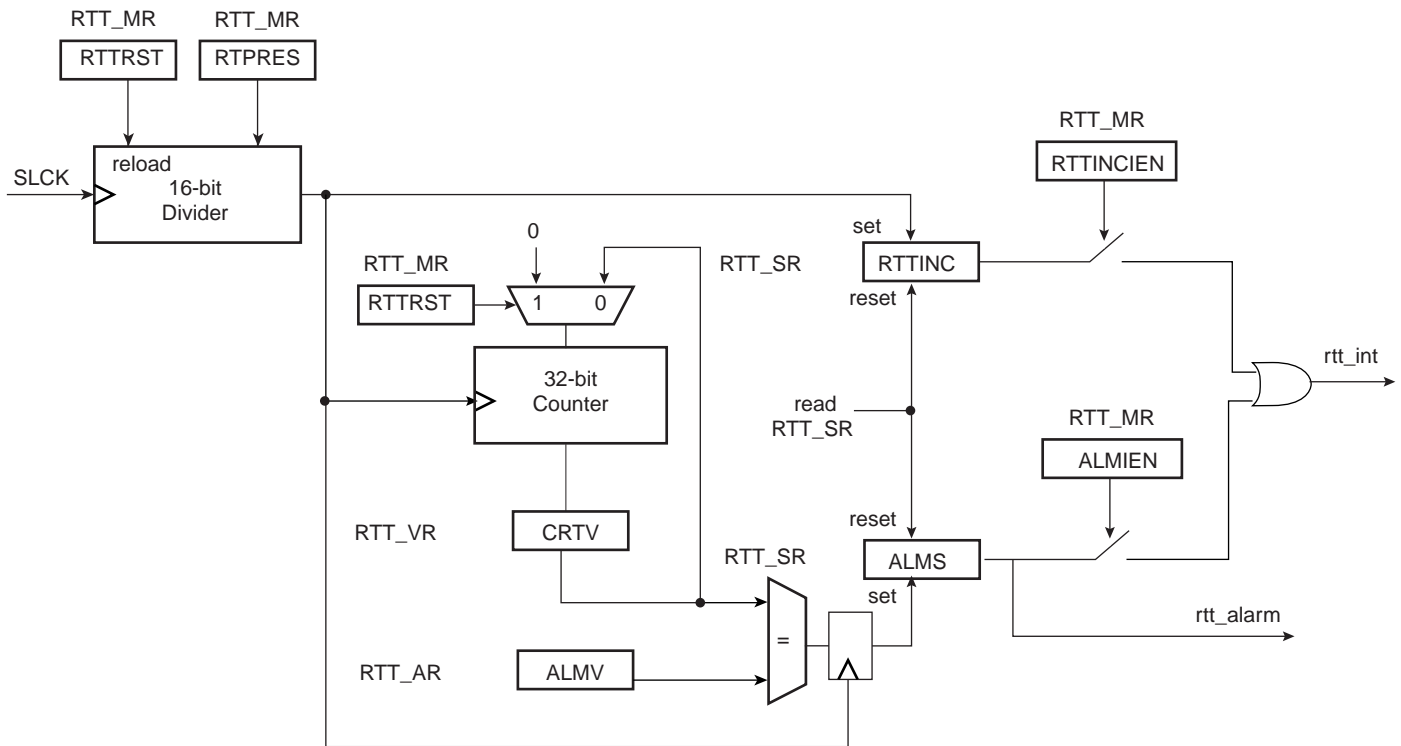 RTT_MR
RTT_MR
RTTRST
RTPRES
reload
16-bit
Divider
SLCK
RTT_MR
RTTINCIEN
0
set
RTT_MR
RTT_SR
RTTINC
RTTRST
1
0
reset
32-bit
Counter
rtt_int
read
RTT_SR
RTT_MR
ALMIEN
reset
RTT_VR
CRTV
RTT_SR
ALMS
set
rtt_alarm
=
RTT_AR
ALMV